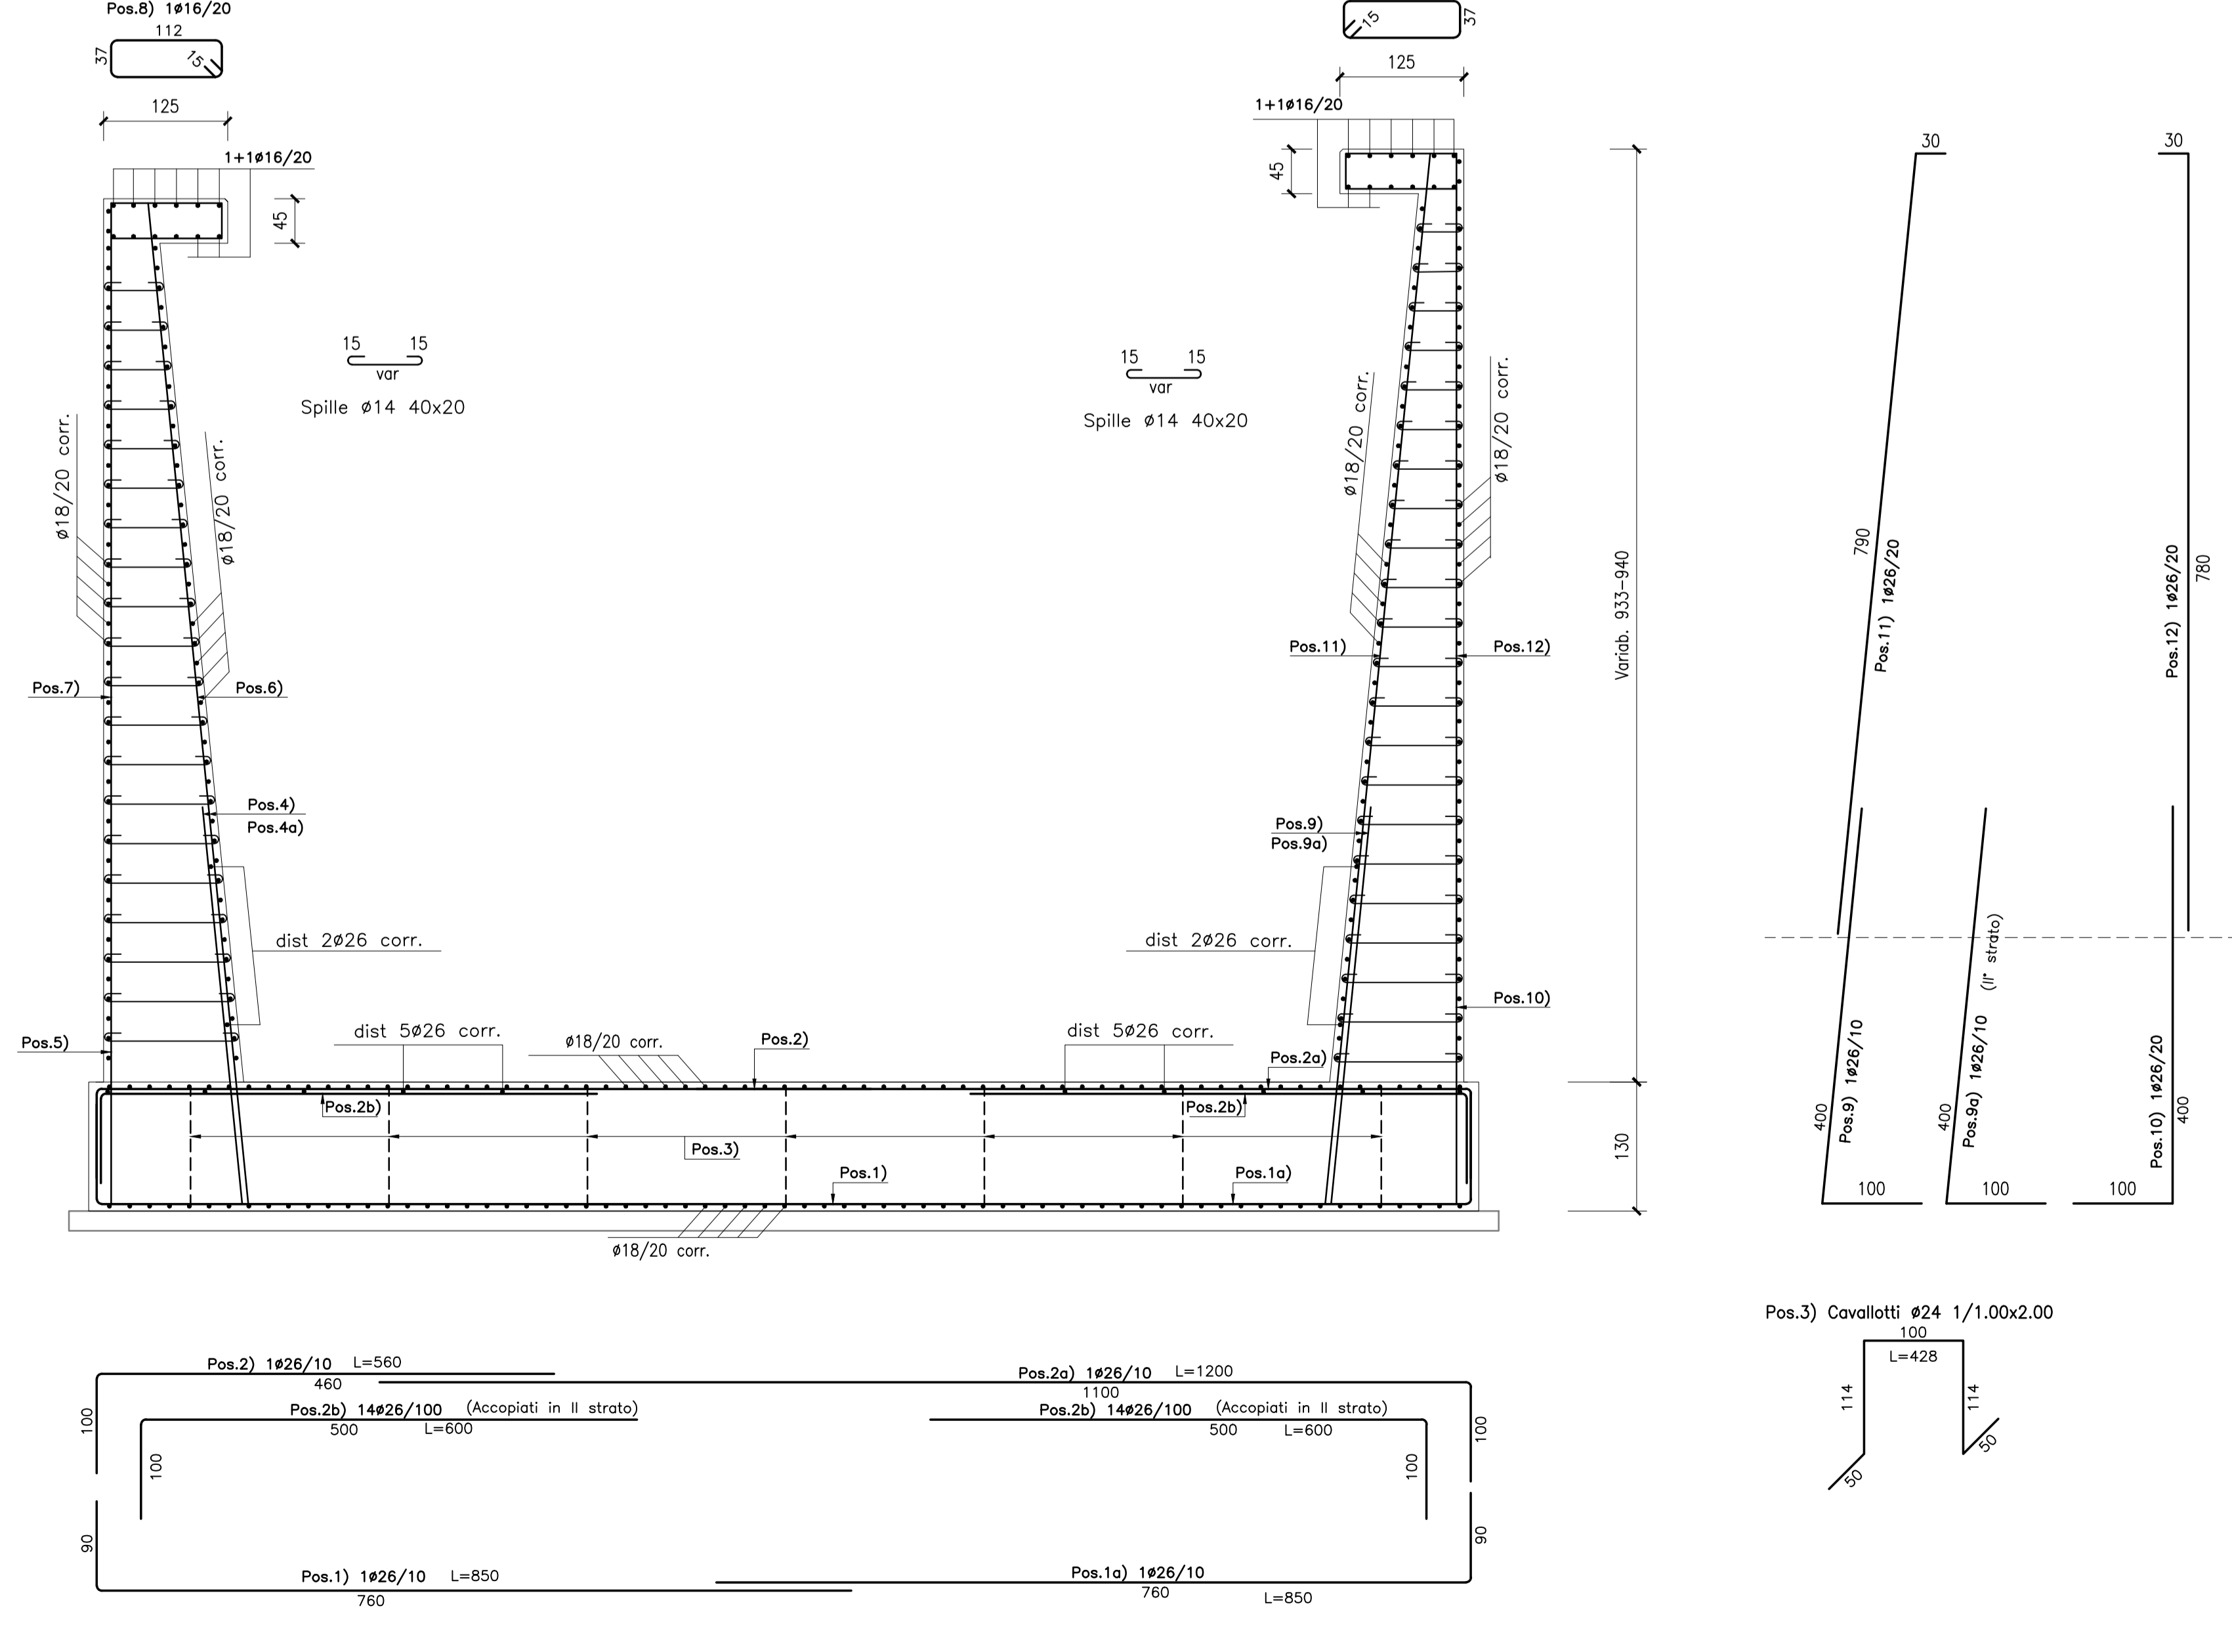 Pos.8) 1ø16/20
112
37
15
125
1+1ø16/20
45
15
37
125
1+1ø16/20
45
30
30
15 15
var
Spille ø14 40x20
15 15
var
Spille ø14 40x20
ø18/20 corr.
ø18/20 corr.
ø18/20 corr.
ø18/20 corr.
Variab. 933-940
790
Pos.11) 1ø26/20
Pos.12) 1ø26/20
780
Pos.7)
Pos.6)
Pos.11)
Pos.12)
Pos.4)
Pos.4a)
Pos.9)
Pos.9a)
dist 2ø26 corr.
dist 2ø26 corr.
Pos.5)
Pos.10)
dist 5ø26 corr.
ø18/20 corr.
Pos.2)
dist 5ø26 corr.
Pos.2a)
Pos.2b)
Pos.2b)
Pos.3)
Pos.1)
Pos.1a)
ø18/20 corr.
130
400
Pos.9) 1ø26/10
100
400
Pos.9a) 1ø26/10 (II° strato)
100
Pos.10) 1ø26/20
400
100
Pos.3) Cavallotti ø24 1/1.00x2.00
100
L=428
114
114
50
50
Pos.2) 1ø26/10 L=560
460
100
Pos.2a) 1ø26/10 L=1200
1100
100
Pos.2b) 14ø26/100 (Accopiati in II strato)
500 L=600
100
Pos.2b) 14ø26/100 (Accopiati in II strato)
500 L=600
100
90
Pos.1) 1ø26/10 L=850
760
90
Pos.1a) 1ø26/10
760 L=850